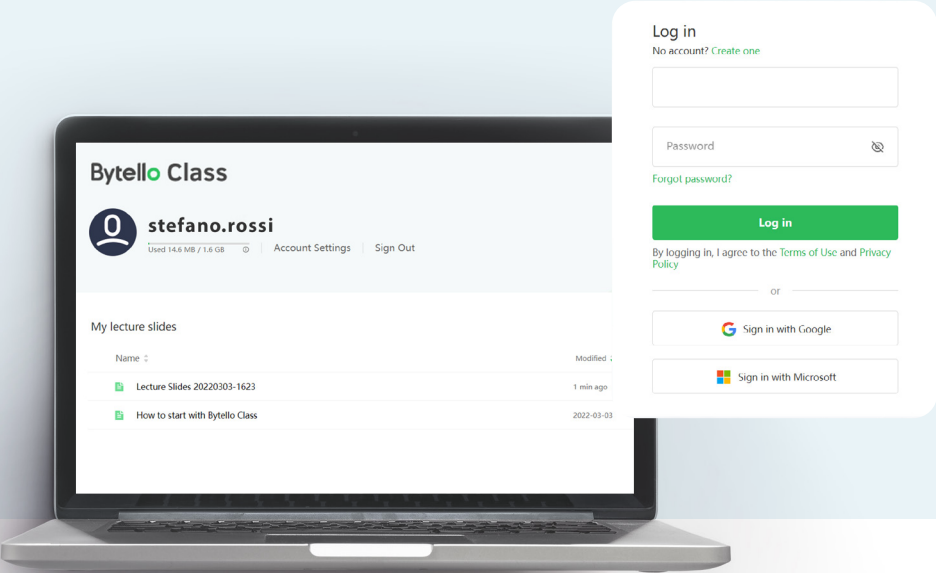 Bytello Class
stefano.rossi
Used 14.6 MB / 1.6 GB
Account Settings
Sign Out
My lecture slides
Name
Modified
Lecture Slides 20220303-1623
1 min ago
How to start with Bytello Class
2022-03-03
Log in
No account? Create one
Password
Forgot password?
Log in
By logging in, I agree to the Terms of Use and Privacy
Policy
or
Sign in with Google
Sign in with Microsoft